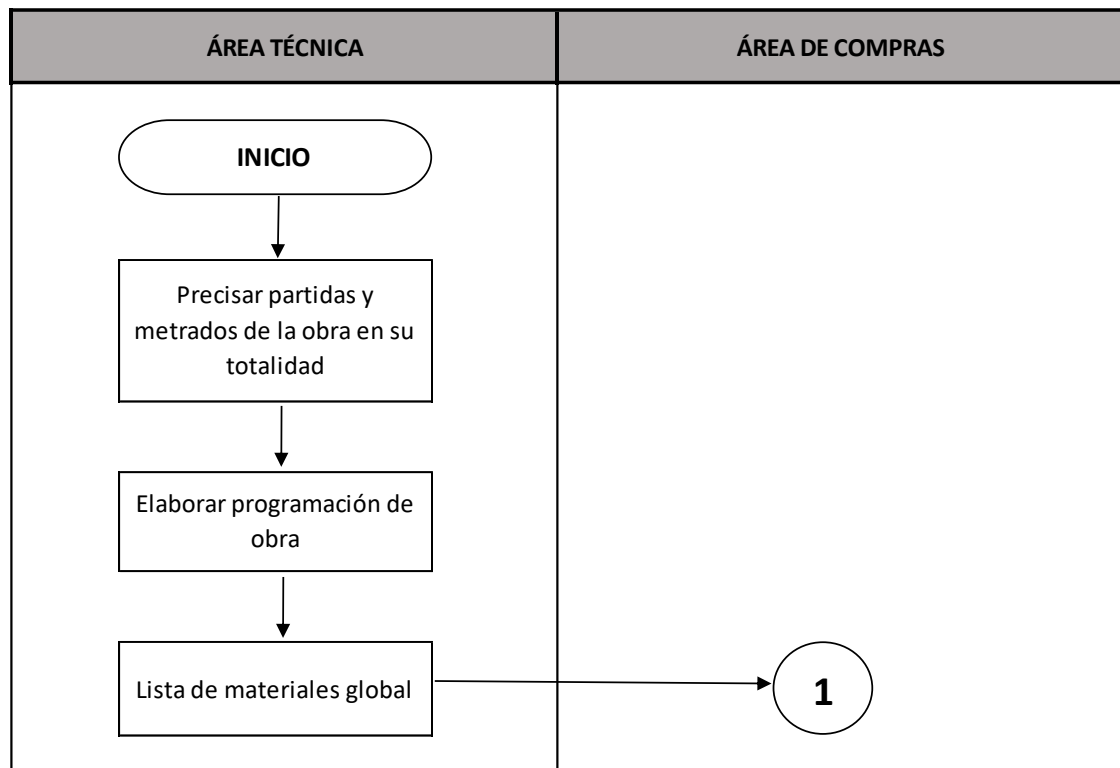 ÁREA TÉCNICA
ÁREA DE COMPRAS
INICIO
Precisar partidas y
metrados de la obra en su
totalidad
Elaborar programación de
obra
Lista de materiales global
1